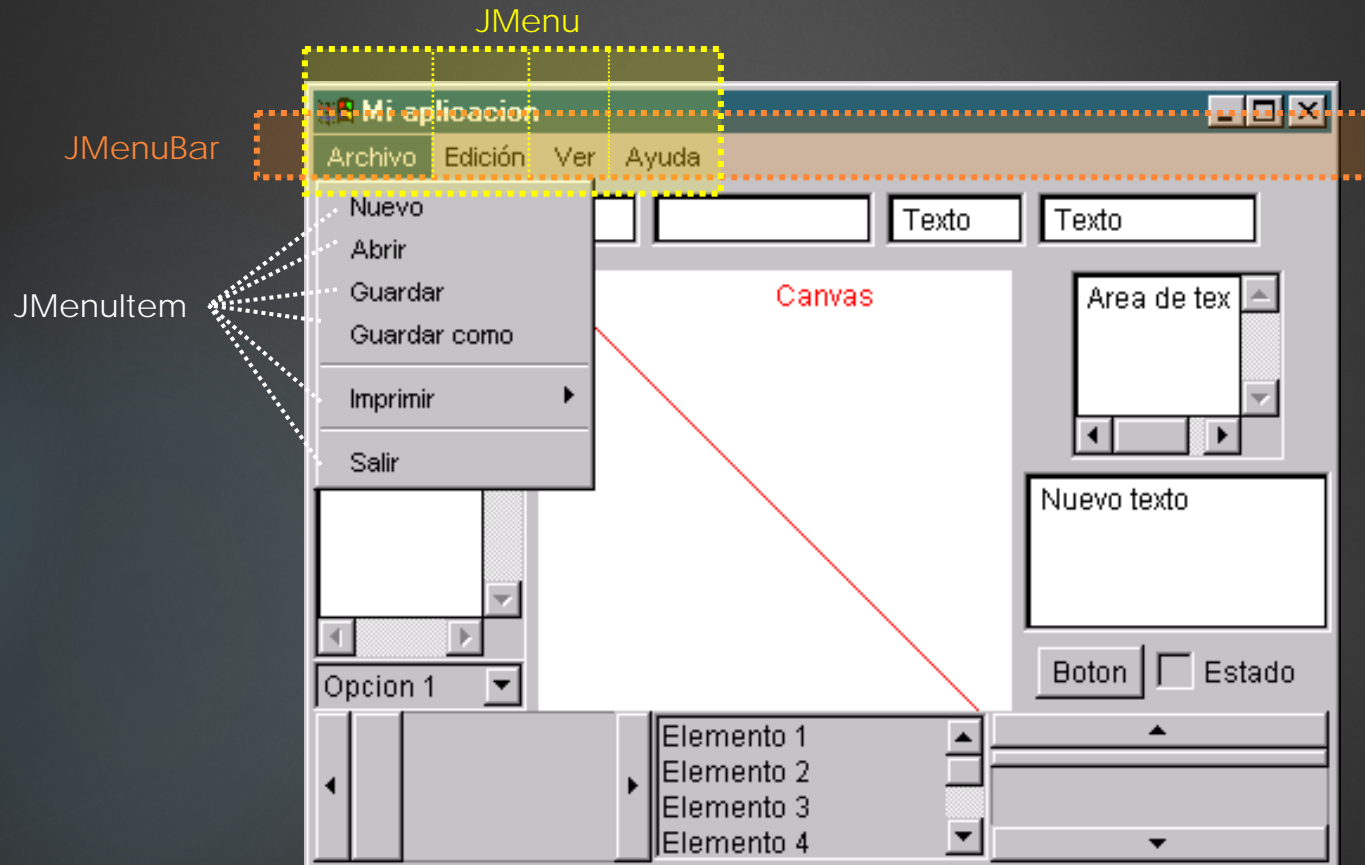 JMenu
Mi aplicacion
JMenuBar
Archivo Edición Ver Ayuda
Nuevo
Texto
Texto
Abrir
JMenuItem
Guardar
Canvas
Area de tex
Guardar como
Imprimir
Salir
Nuevo texto
Opcion 1
Boton
Estado
Elemento 1
Elemento 2
Elemento 3
Elemento 4